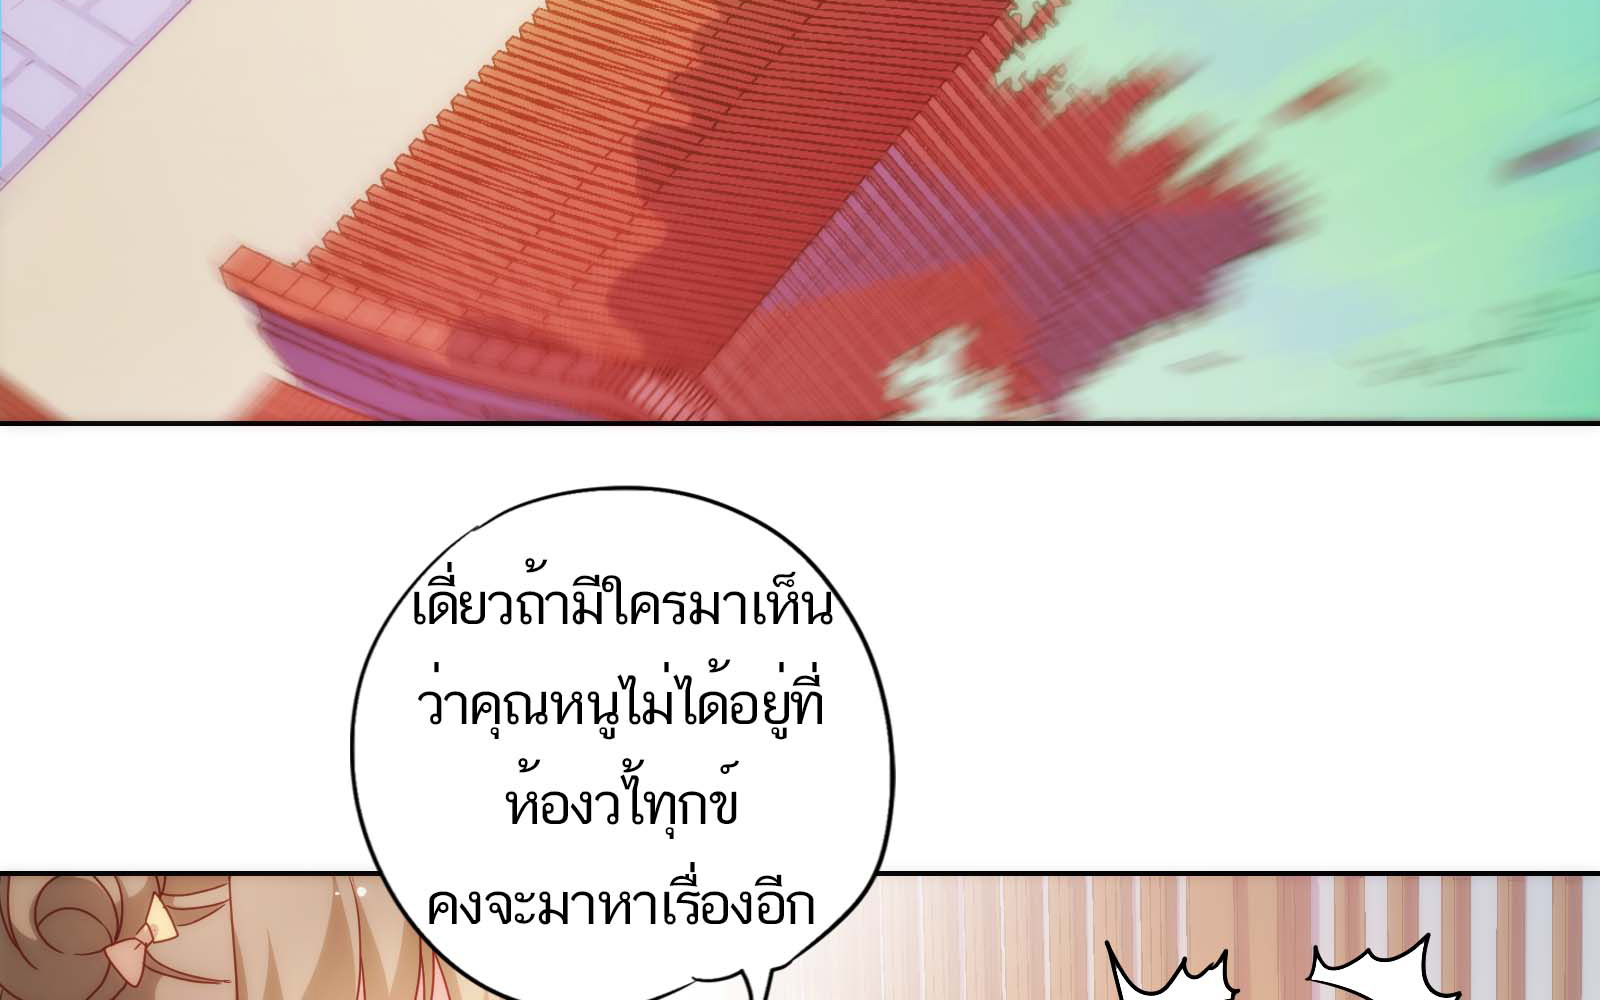 เดี่ยวถ้ามีใครมาเห็น
ว่าคุณหนูไม่ได้อยู่ที่
ห้องวไ้ทุกข์
คงจะมาหาเรื่องอีก